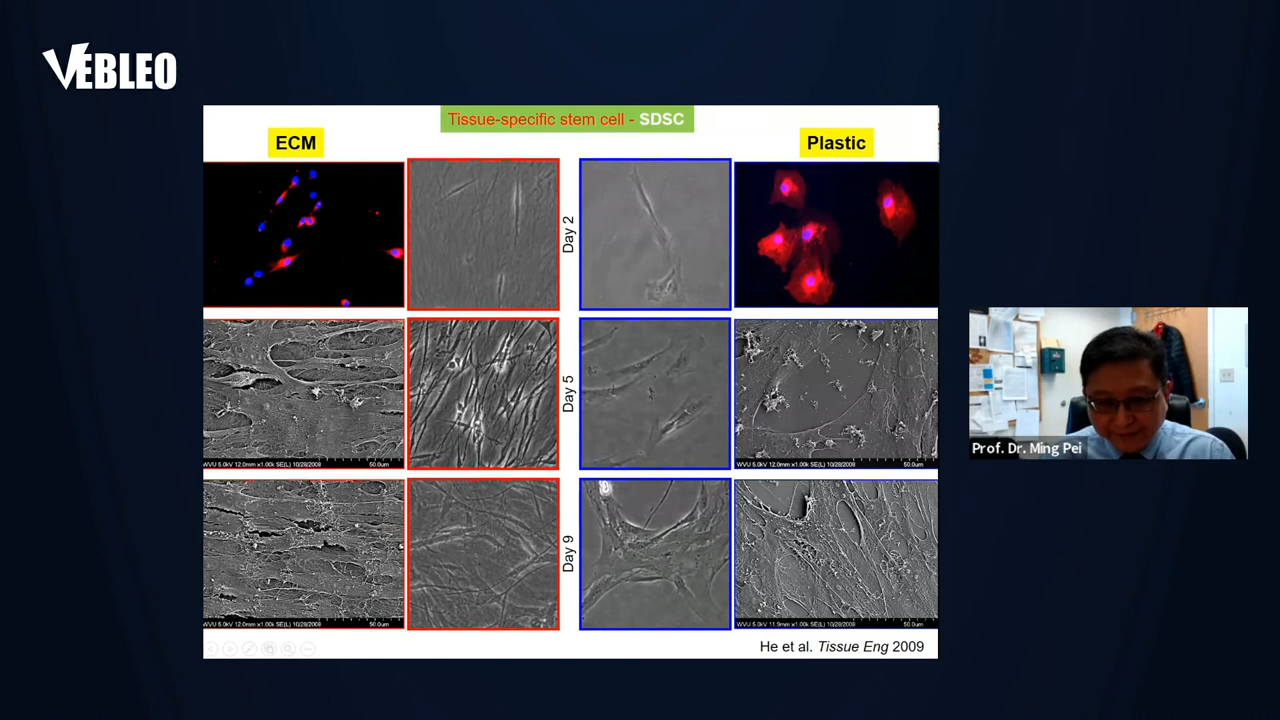 VEBLEO
Tissue-specific stem cell - SDSC
ECM
Plastic
Day 2
Day 5
WVU 5.0kV 12.0mm x1.00k SE(L) 10/28/2008 50.0um
WVU 5.0kV 12.0mm x1.00k SE(L) 10/28/2008 50.0um
Day 9
WVU 5.0kV 12.0mm x1.00k SE(L) 10/28/2008 50.0um
WVU 5.0kV 11.9mm x1.00k SE(L) 10/28/2008 50.0um
He et al. Tissue Eng 2009
Prof. Dr. Ming Pei